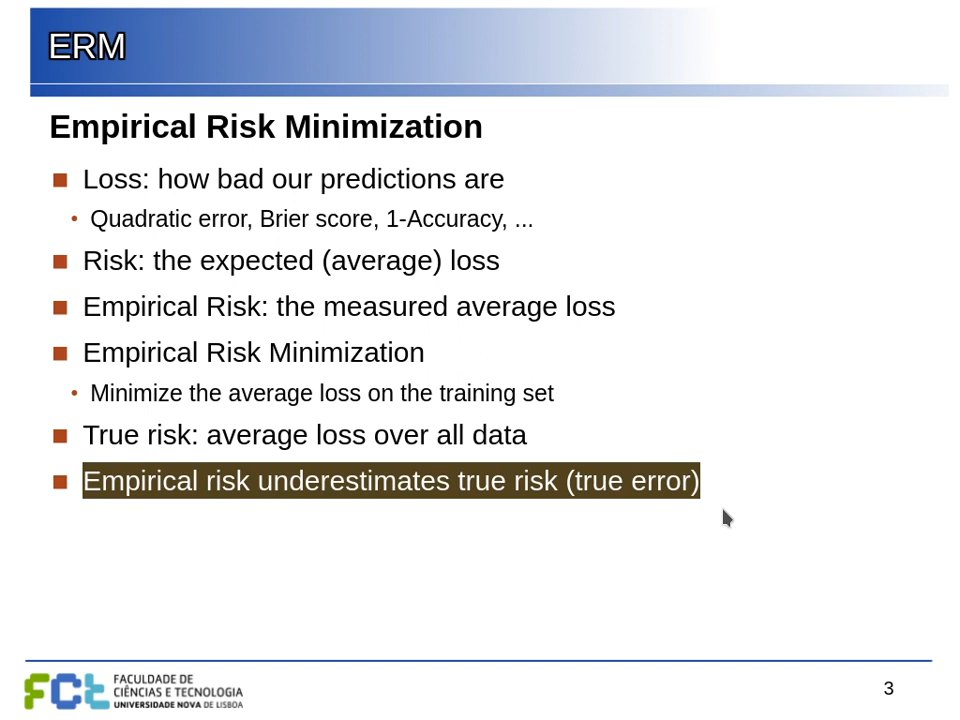 ERM
Empirical Risk Minimization
Loss: how bad our predictions are
Quadratic error, Brier score, 1-Accuracy, ...
Risk: the expected (average) loss
Empirical Risk: the measured average loss
Empirical Risk Minimization
Minimize the average loss on the training set
True risk: average loss over all data
Empirical risk underestimates true risk (true error)
FCt
FACULDADE DE
CIÊNCIAS E TECNOLOGIA
UNIVERSIDADE NOVA DE LISBOA
3